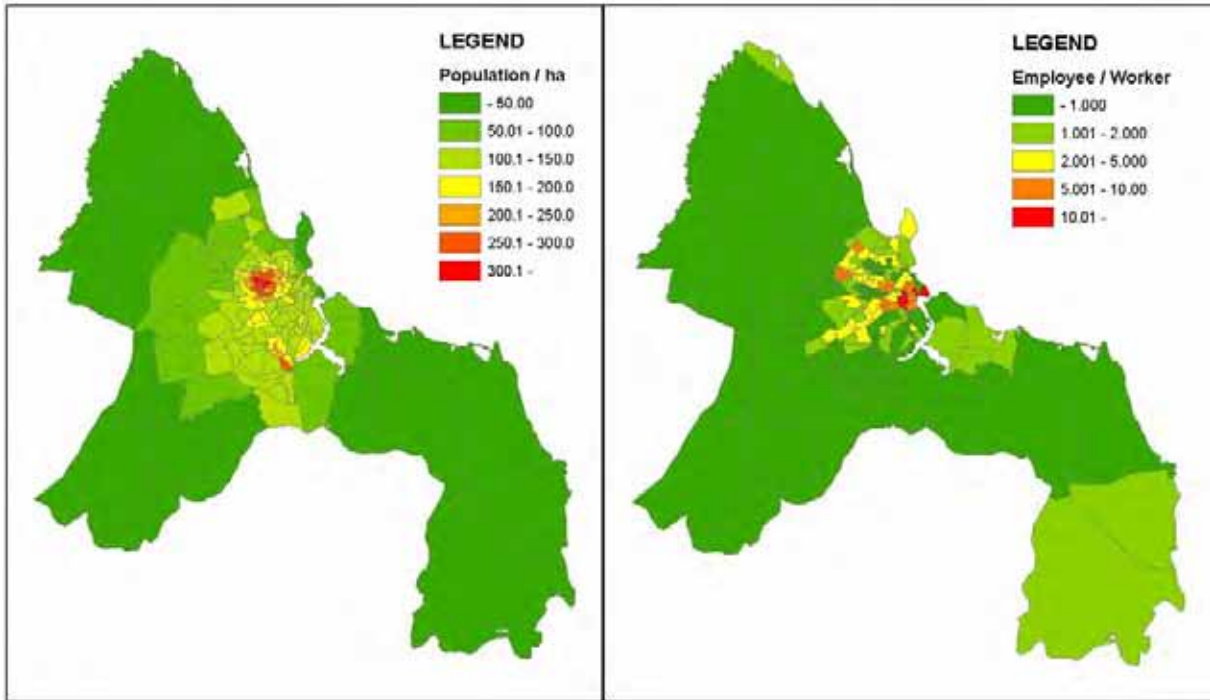 LEGEND
Population / ha
- 50.00
50.01 - 100.0
100.1 - 150.0
150.1 - 200.0
200.1 - 250.0
250.1 - 300.0
300.1 -
LEGEND
Employee / Worker
- 1.000
1.001 - 2.000
2.001 - 5.000
5.001 - 10.00
10.01 -